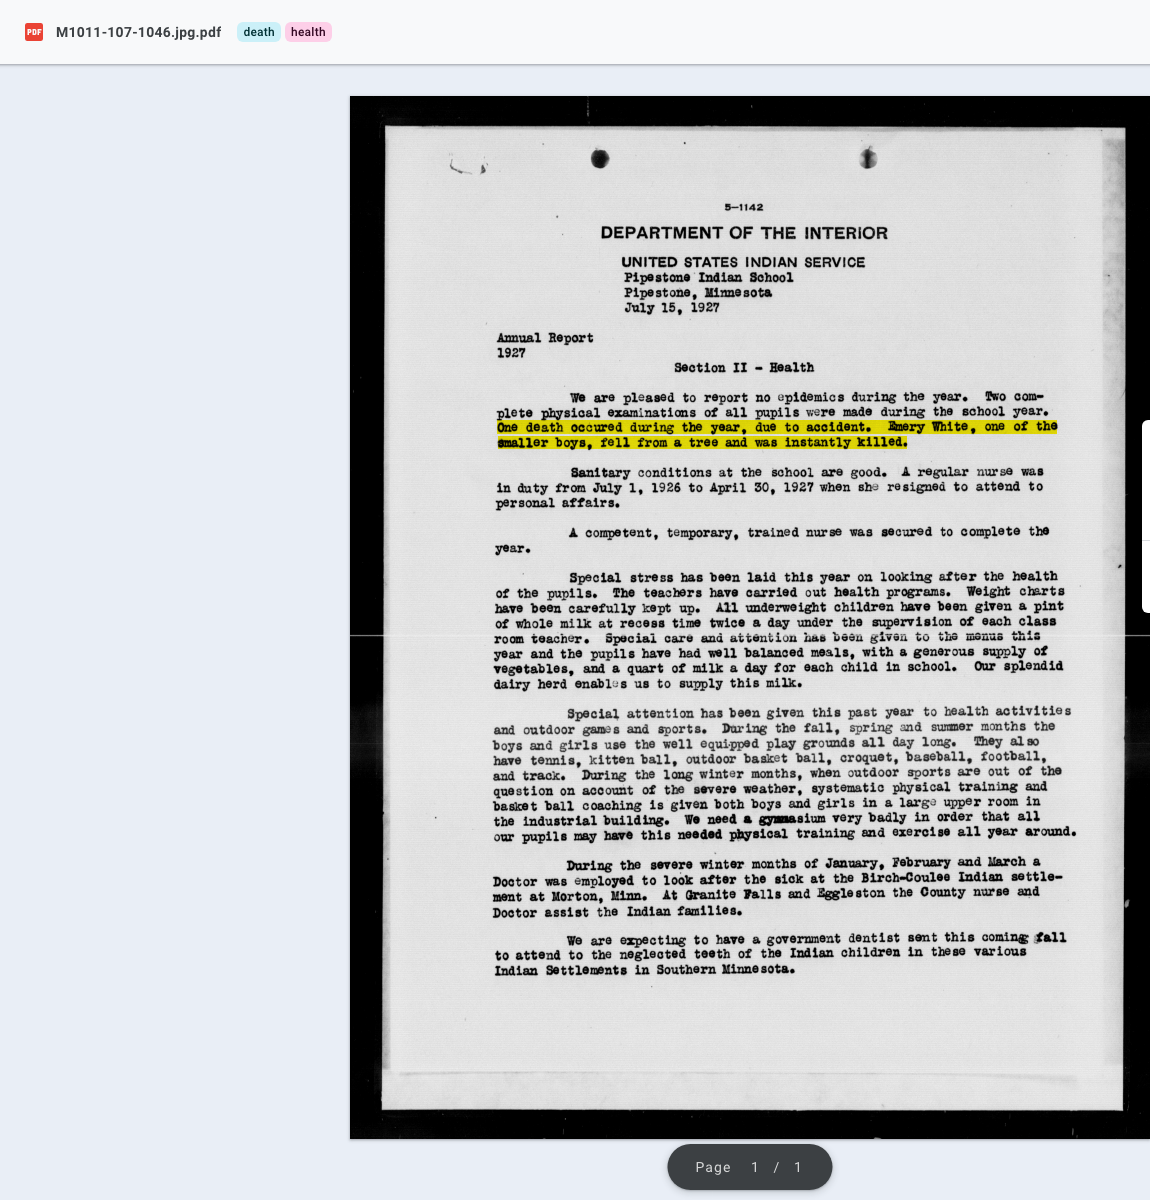 PDF M1011-107-1046.jpg.pdf death health
5—1142
DEPARTMENT OF THE INTERIOR
UNITED STATES INDIAN SERVICE
Pipestone Indian School
Pipestone, Minnesota
July 15, 1927
Annual Report
1927
Section II - Health
We are pleased to report no epidemics during the year. Two com-
plete physical examinations of all pupils were made during the school year.
One death occured during the year, due to accident. Emery White, one of the
smaller boys, fell from a tree and was instantly killed.
Sanitary conditions at the school are good. A regular nurse was
in duty from July 1, 1926 to April 30, 1927 when she resigned to attend to
personal affairs.
A competent, temporary, trained nurse was secured to complete the
year.
Special stress has been laid this year on looking after the health
of the pupils. The teachers have carried out health programs. Weight charts
have been carefully kept up. All underweight children have been given a pint
of whole milk at recess time twice a day under the supervision of each class
room teacher. Special care and attention has been given to the menus this
year and the pupils have had well balanced meals, with a generous supply of
vegetables, and a quart of milk a day for each child in school. Our splendid
dairy herd enables us to supply this milk.
Special attention has been given this past year to health activities
and outdoor games and sports. During the fall, spring and summer months the
boys and girls use the well equipped play grounds all day long. They also
have tennis, kitten ball, outdoor basket ball, croquet, baseball, football,
and track. During the long winter months, when outdoor sports are out of the
question on account of the severe weather, systematic physical training and
basket ball coaching is given both boys and girls in a large upper room in
the industrial building. We need a gymnasium very badly in order that all
our pupils may have this needed physical training and exercise all year around.
During the severe winter months of January, February and March a
Doctor was employed to look after the sick at the Birch-Coulee Indian settle-
ment at Morton, Minn. At Granite Falls and Eggleston the County nurse and
Doctor assist the Indian families.
We are expecting to have a government dentist sent this coming fall
to attend to the neglected teeth of the Indian children in these various
Indian Settlements in Southern Minnesota.
Page 1 / 1